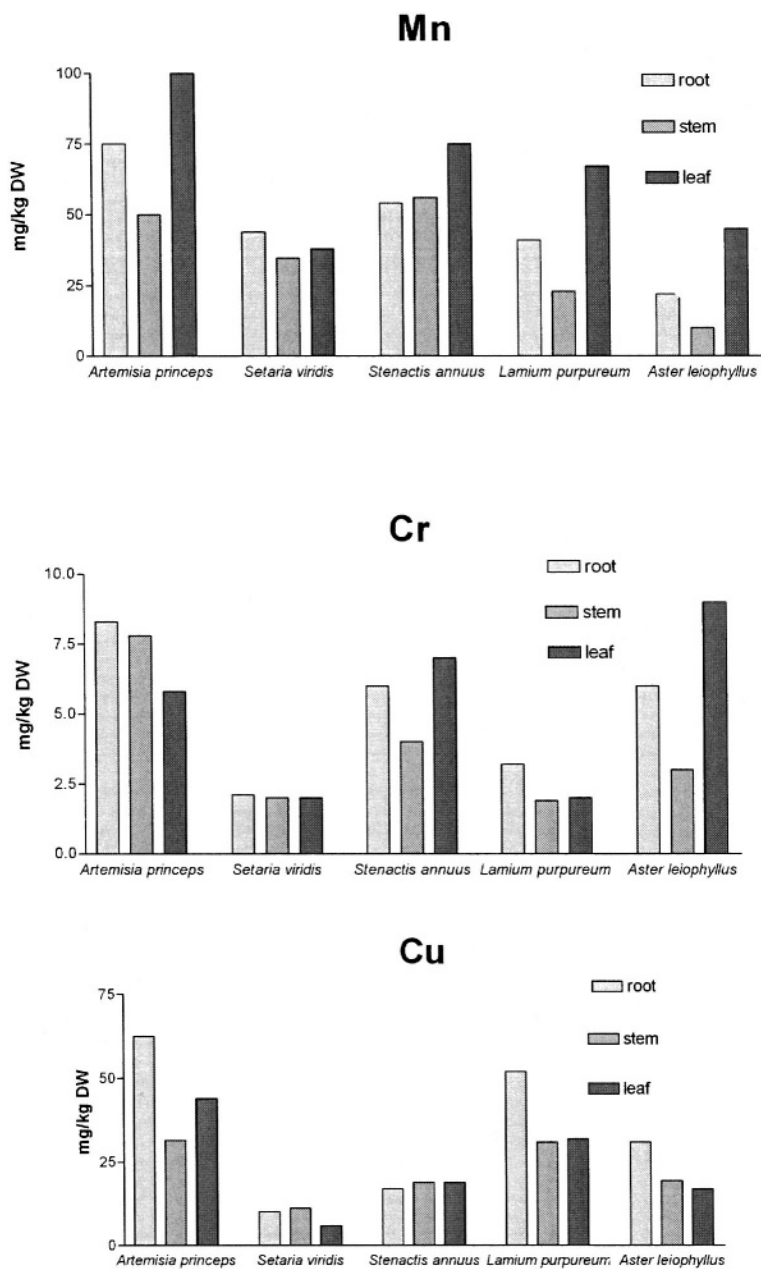 Mn
100
75
50
25
0
mg/kg DW
root
stem
leaf
Artemisia princeps Setaria viridis Stenactis annuus Lamium purpureum Aster leiophyllus
Cr
10.0
7.5
5.0
2.5
0.0
mg/kg DW
root
stem
leaf
Artemisia princeps Setaria viridis Stenactis annuus Lamium purpureum Aster leiophyllus
Cu
75
50
25
0
mg/kg DW
root
stem
leaf
Artemisia princeps Setaria viridis Stenactis annuus Lamium purpureum Aster leiophyllus